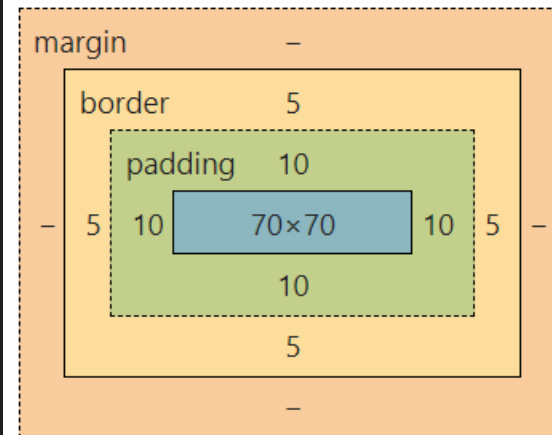 margin –
border 5
padding 10
– 5 10 70×70 10 5 –
10
5
–